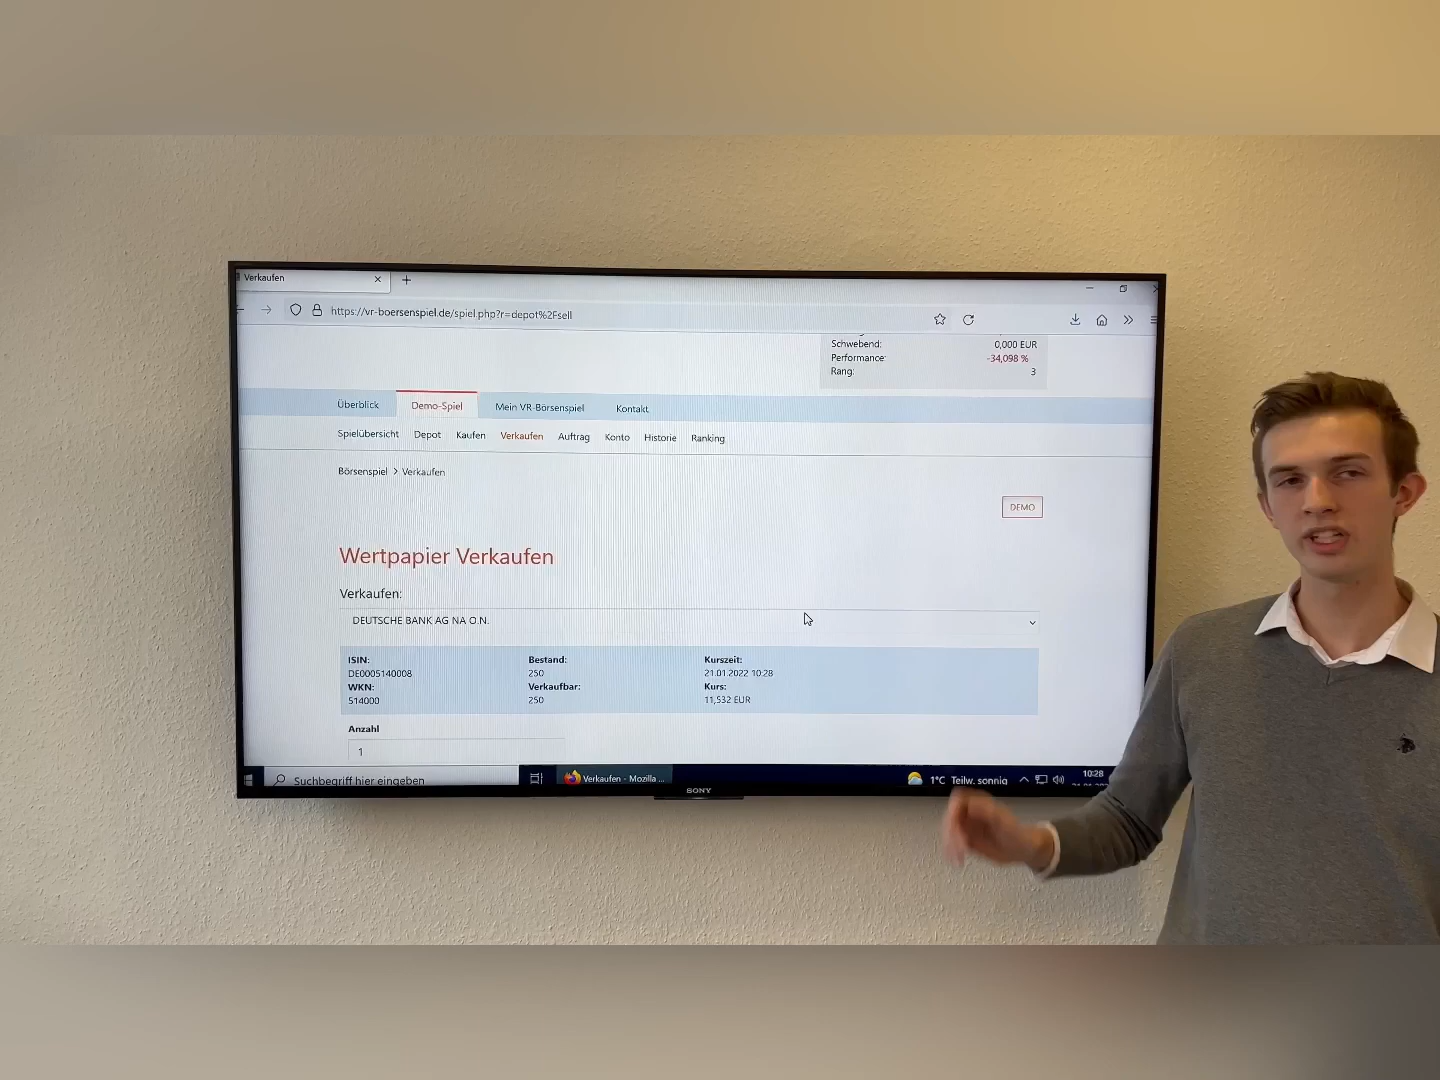 Verkaufen
https://vr-boersenspiel.de/spiel.php?r=depot%2Fsell
Schwebend: 0,000 EUR
Performance: -34,098 %
Rang: 3
Überblick Demo-Spiel Mein VR-Börsenspiel Kontakt
Spielübersicht Depot Kaufen Verkaufen Auftrag Konto Historie Ranking
Börsenspiel > Verkaufen
DEMO
Wertpapier Verkaufen
Verkaufen:
DEUTSCHE BANK AG NA O.N.
ISIN: Bestand: Kurszeit:
DE0005140008 250 21.01.2022 10:28
WKN: Verkaufbar: Kurs:
514000 250 11,532 EUR
Anzahl
1
Suchbegriff hier eingeben Verkaufen - Mozilla ... 1°C Teilw. sonnig 10:28
SONY